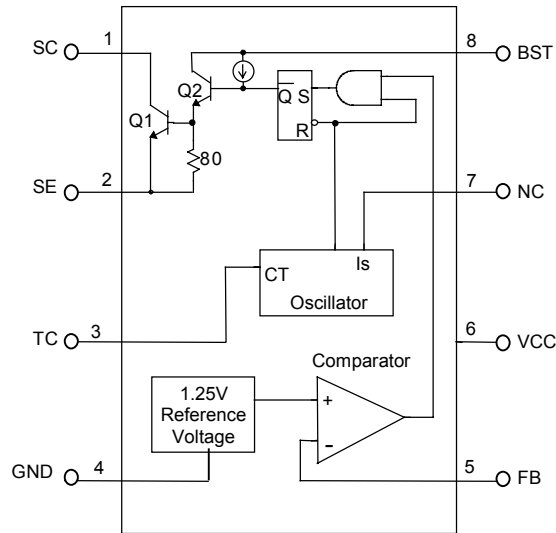 SC 1 8 BST
Q2 Q̅ S
Q1 R
80
SE 2 7 NC
CT Is
Oscillator
TC 3 6 VCC
Comparator
1.25V
Reference
Voltage
+
-
GND 4 5 FB